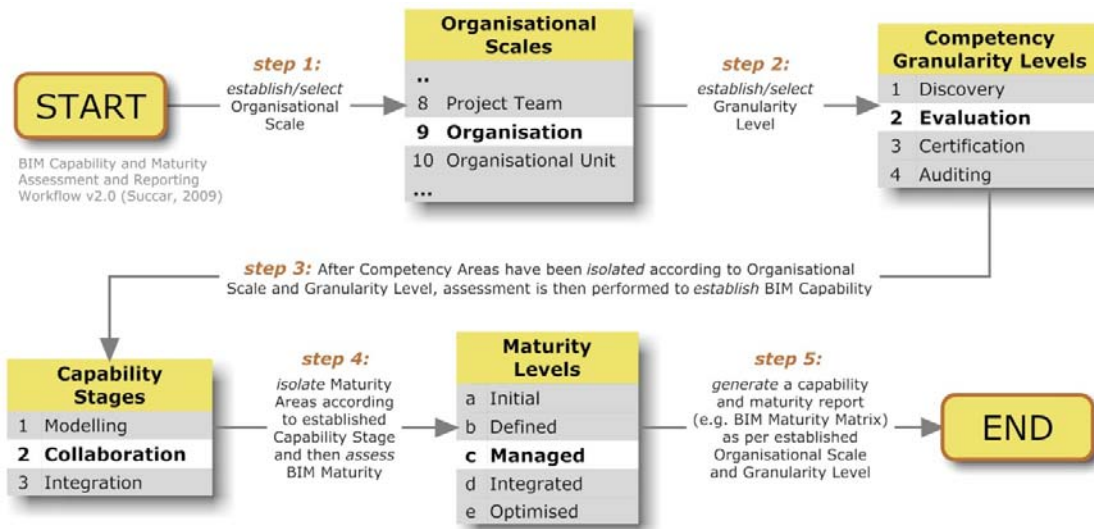 START
BIM Capability and Maturity
Assessment and Reporting
Workflow v2.0 (Succar, 2009)
step 1:
establish/select
Organisational
Scale
Organisational
Scales
..
8 Project Team
9 Organisation
10 Organisational Unit
...
step 2:
establish/select
Granularity
Level
Competency
Granularity Levels
1 Discovery
2 Evaluation
3 Certification
4 Auditing
step 3: After Competency Areas have been isolated according to Organisational
Scale and Granularity Level, assessment is then performed to establish BIM Capability
Capability
Stages
1 Modelling
2 Collaboration
3 Integration
step 4:
isolate Maturity
Areas according
to established
Capability Stage
and then assess
BIM Maturity
Maturity
Levels
a Initial
b Defined
c Managed
d Integrated
e Optimised
step 5:
generate a capability
and maturity report
(e.g. BIM Maturity Matrix)
as per established
Organisational Scale
and Granularity Level
END